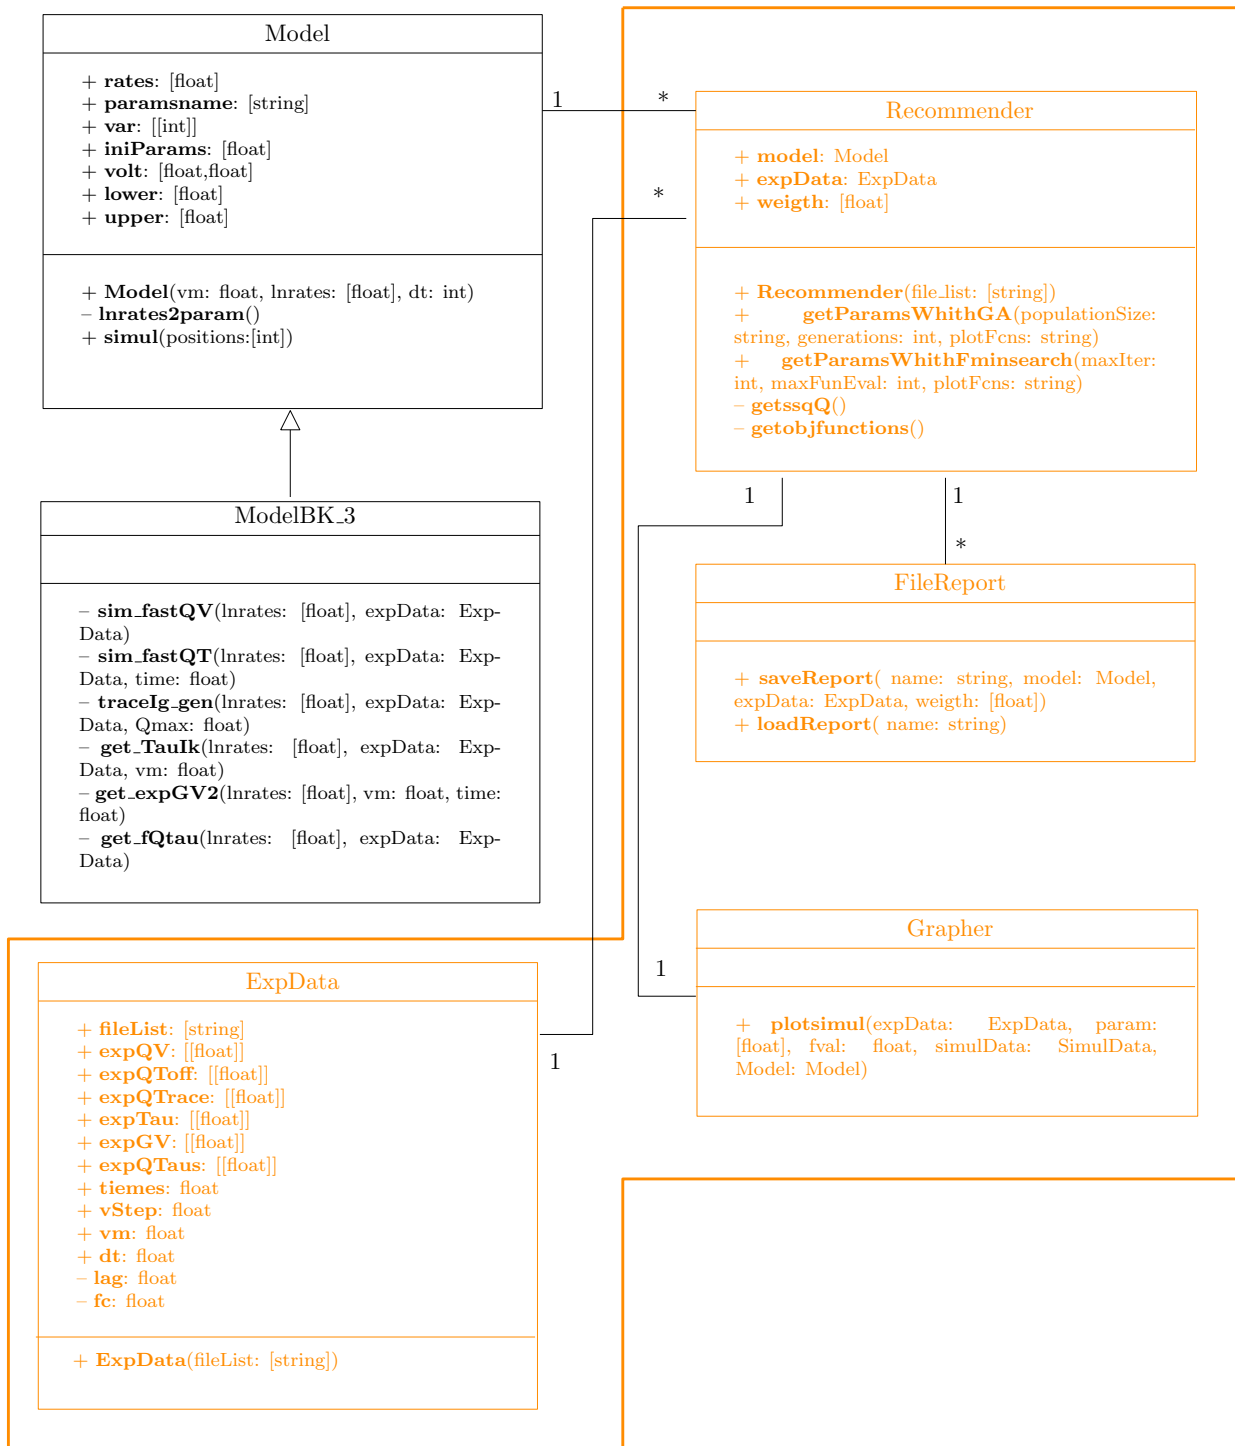 Model
+ rates: [float]
+ paramsname: [string]
+ var: [[int]]
+ iniParams: [float]
+ volt: [float,float]
+ lower: [float]
+ upper: [float]
+ Model(vm: float, lnrates: [float], dt: int)
– lnrates2param()
+ simul(positions:[int])
1
*
*
Recommender
+ model: Model
+ expData: ExpData
+ weigth: [float]
+ Recommender(file_list: [string])
+ getParamsWhithGA(populationSize:
string, generations: int, plotFcns: string)
+ getParamsWhithFminsearch(maxIter:
int, maxFunEval: int, plotFcns: string)
– getssqQ()
– getobjfunctions()
1
1
*
ModelBK_3
– sim_fastQV(lnrates: [float], expData: Exp-
Data)
– sim_fastQT(lnrates: [float], expData: Exp-
Data, time: float)
– traceIg_gen(lnrates: [float], expData: Exp-
Data, Qmax: float)
– get_TauIk(lnrates: [float], expData: Exp-
Data, vm: float)
– get_expGV2(lnrates: [float], vm: float, time:
float)
– get_fQtau(lnrates: [float], expData: Exp-
Data)
FileReport
+ saveReport( name: string, model: Model,
expData: ExpData, weigth: [float])
+ loadReport( name: string)
Grapher
+ plotsimul(expData: ExpData, param:
[float], fval: float, simulData: SimulData,
Model: Model)
1
1
ExpData
+ fileList: [string]
+ expQV: [[float]]
+ expQToff: [[float]]
+ expQTrace: [[float]]
+ expTau: [[float]]
+ expGV: [[float]]
+ expQTaus: [[float]]
+ tiemes: float
+ vStep: float
+ vm: float
+ dt: float
– lag: float
– fc: float
+ ExpData(fileList: [string])